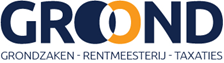 GROOND
GRONDZAKEN - RENTMEESTERIJ - TAXATIES